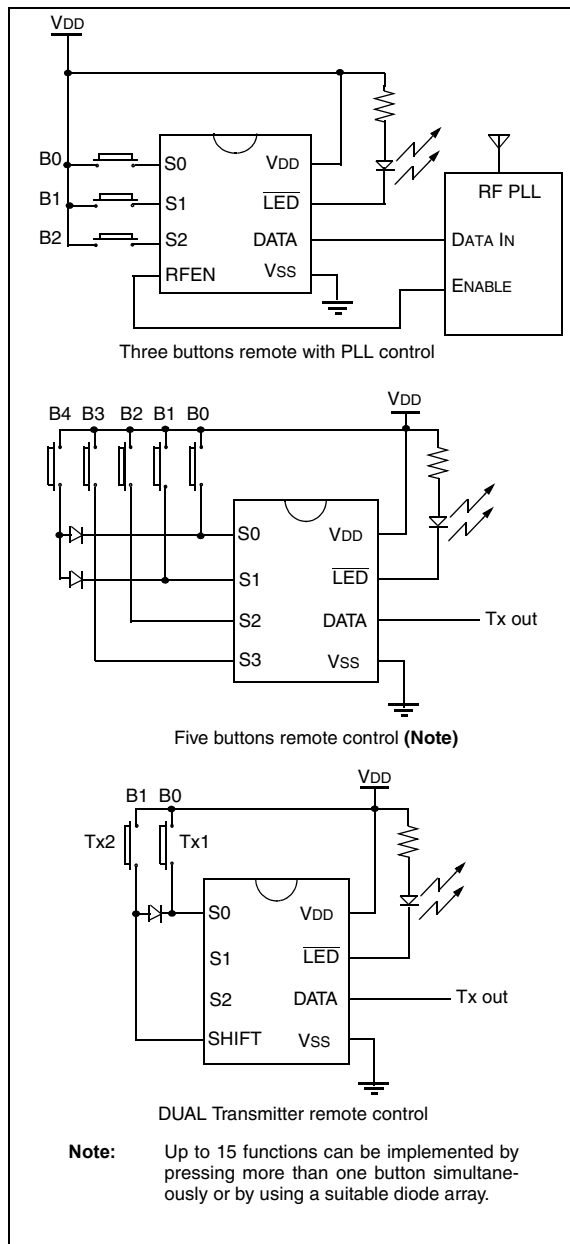 VDD
B0 S0 VDD
B1 S1 LED
B2 S2 DATA
RFEN VSS
RF PLL
DATA IN
ENABLE
Three buttons remote with PLL control
B4 B3 B2 B1 B0
VDD
S0 VDD
S1 LED
S2 DATA Tx out
S3 VSS
Five buttons remote control (Note)
VDD
B1 B0
Tx2 Tx1
S0 VDD
S1 LED
S2 DATA Tx out
SHIFT VSS
DUAL Transmitter remote control
Note: Up to 15 functions can be implemented by
pressing more than one button simultane-
ously or by using a suitable diode array.